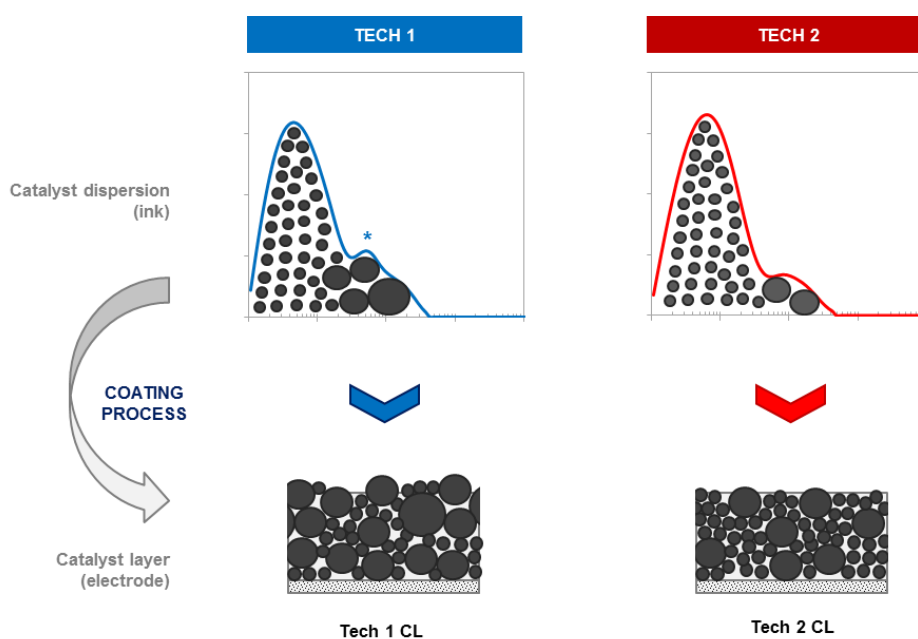 TECH 1
TECH 2
Catalyst dispersion
(ink)
*
COATING
PROCESS
Catalyst layer
(electrode)
Tech 1 CL
Tech 2 CL